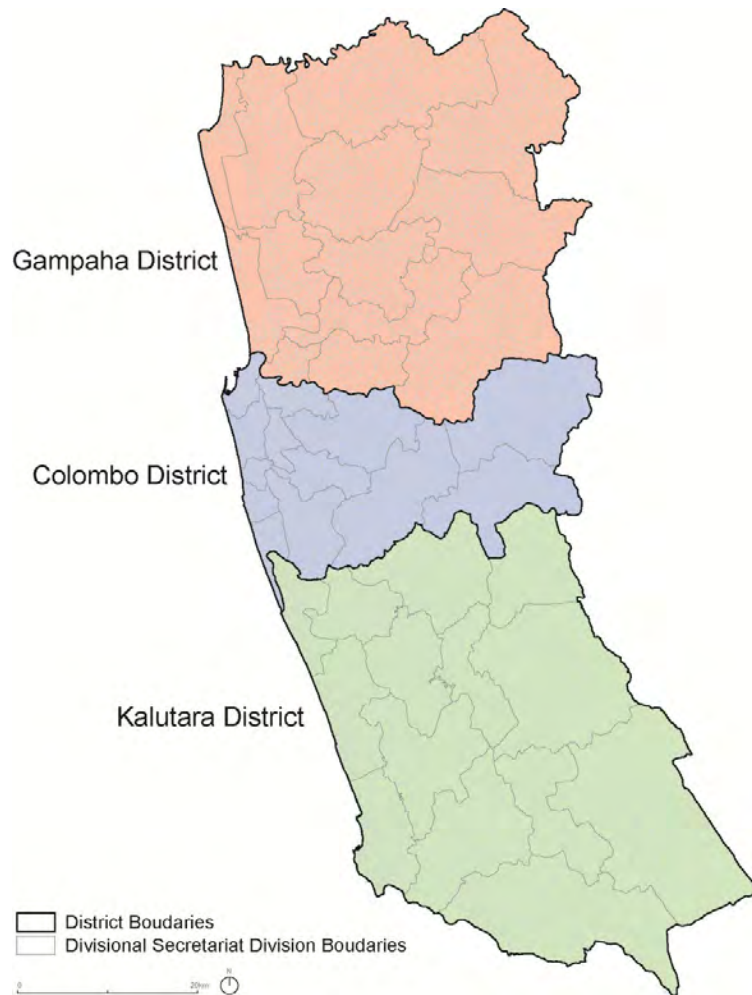 Gampaha District
Colombo District
Kalutara District
District Boudaries
Divisional Secretariat Division Boudaries
0 20km N